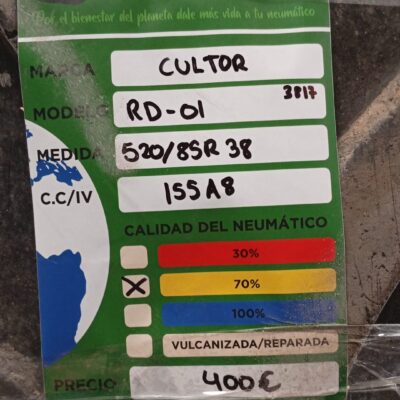 Por el bienestar del planeta dale más vida a tu neumático
MARCA CULTOR
MODELO RD-01 3817
MEDIDA 520/85R 38
C.C/IV 155A8
CALIDAD DEL NEUMÁTICO
30%
X 70%
100%
VULCANIZADA/REPARADA
PRECIO 400€